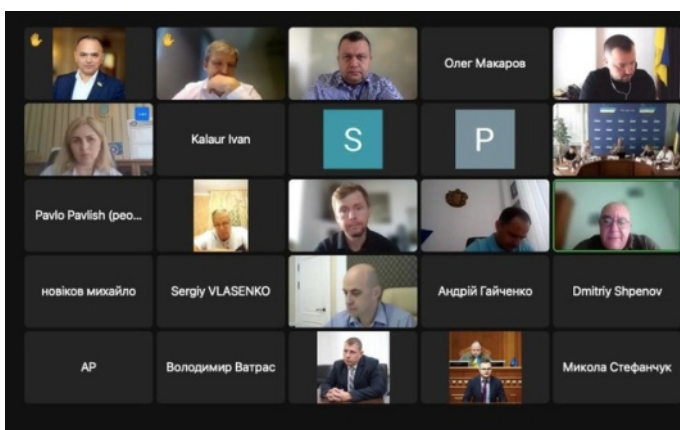 Олег Макаров
Kalaur Ivan
S
P
Pavlo Pavlish (peo...
новіков михайло
Sergiy VLASENKO
Андрій Гайченко
Dmitriy Shpenov
AP
Володимир Ватрас
Микола Стефанчук